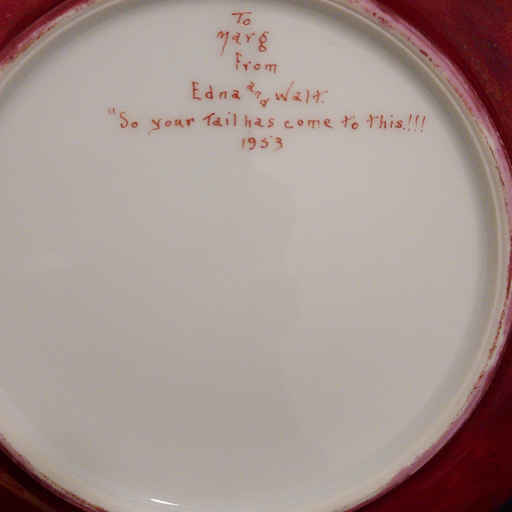 To
Marg
From
Edna and Walt.
"So your Tail has come to this.!!!
1953